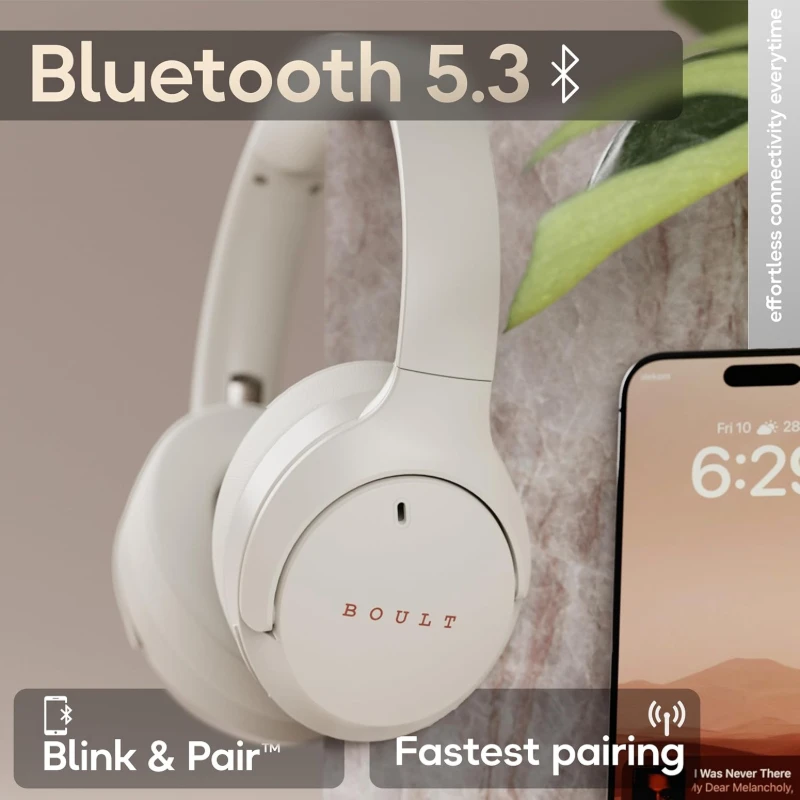 Bluetooth 5.3
effortless connectivity everytime
Fri 10 28
6:29
BOULT
Blink & Pair™
Fastest pairing
I Was Never There
My Dear Melancholy,